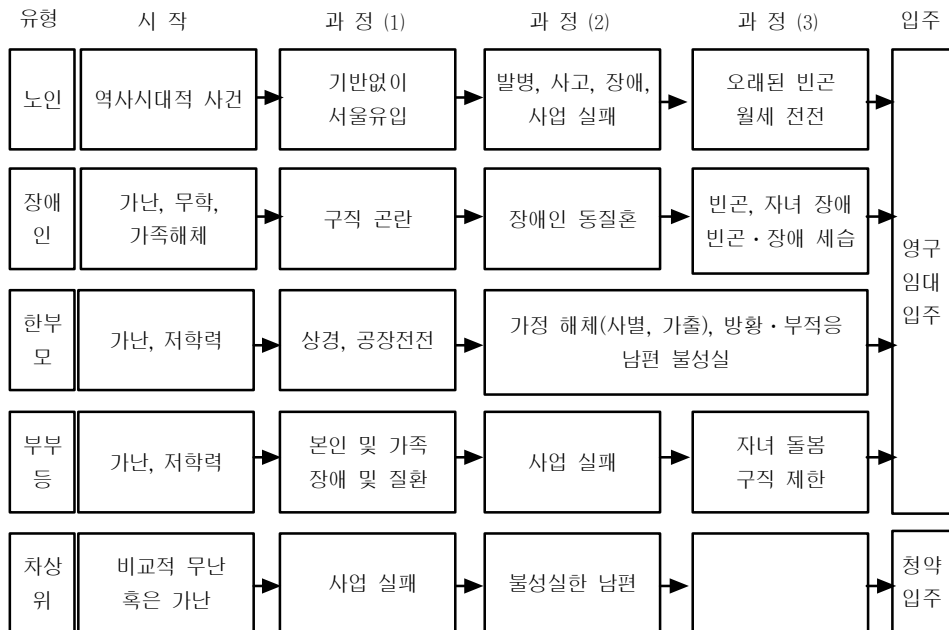 유형 시 작 과 정 (1) 과 정 (2) 과 정 (3) 입주
노인
역사시대적 사건
기반없이
서울유입
발병, 사고, 장애,
사업 실패
오래된 빈곤
월세 전전
장애
인
가난, 무학,
가족해체
구직 곤란
장애인 동질혼
빈곤, 자녀 장애
빈곤・장애 세습
한부
모
가난, 저학력
상경, 공장전전
가정 해체(사별, 가출), 방황・부적응
남편 불성실
부부
등
가난, 저학력
본인 및 가족
장애 및 질환
사업 실패
자녀 돌봄
구직 제한
영구
임대
입주
차상
위
비교적 무난
혹은 가난
사업 실패
불성실한 남편
청약
입주